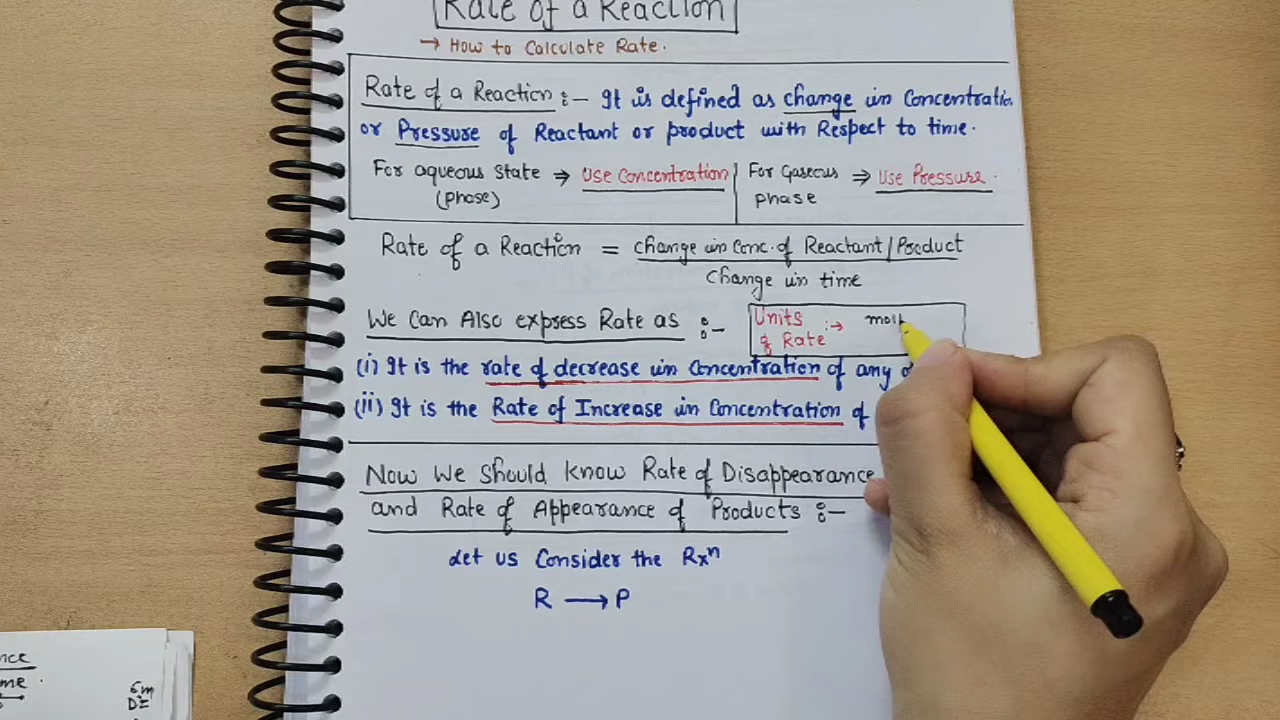 Rate of a Reaction
→ How to Calculate Rate.
Rate of a Reaction :- It is defined as change in Concentration
or Pressure of Reactant or product with Respect to time.
For aqueous state (phase) → Use Concentration
For Gaseous phase ⇒ Use Pressure.
Rate of a Reaction = change in Conc. of Reactant/Product
Change in time
We Can Also express Rate as :-
Units of Rate :→
(i) It is the rate of decrease in Concentration of any
(ii) It is the Rate of Increase in Concentration of
Now We Should Know Rate of Disappearance
and Rate of Appearance of Products :-
Let us Consider the Rxⁿ
R → P